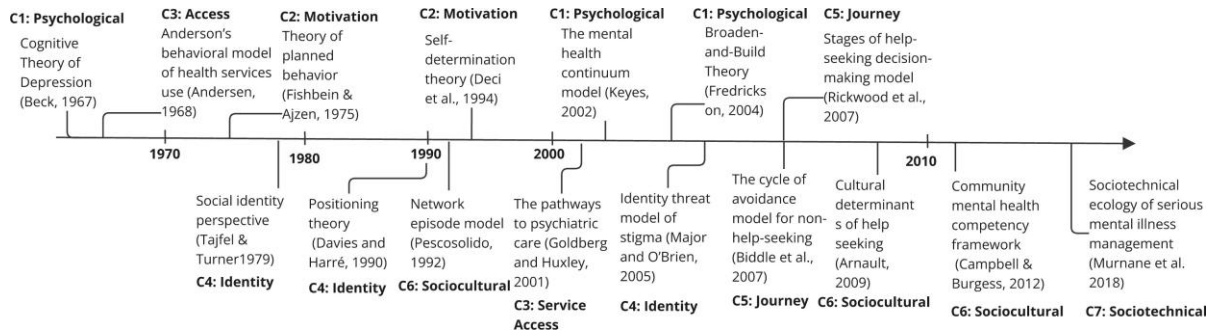 C1: Psychological
Cognitive
Theory of
Depression
(Beck, 1967)
C3: Access
Anderson's
behavioral model
of health services
use (Andersen,
1968)
C2: Motivation
Theory of
planned
behavior
(Fishbein &
Ajzen, 1975)
C2: Motivation
Self-
determination
theory (Deci
et al., 1994)
C1: Psychological
The mental
health
continuum
model (Keyes,
2002)
C1: Psychological
Broaden-
and-Build
Theory
(Fredricks
on, 2004)
C5: Journey
Stages of help-
seeking decision-
making model
(Rickwood et al.,
2007)
1970
1980
1990
2000
2010
Social identity
perspective
(Tajfel &
Turner1979)
C4: Identity
Positioning
theory
(Davies and
Harré, 1990)
C4: Identity
Network
episode model
(Pescosolido,
1992)
C6: Sociocultural
The pathways
to psychiatric
care (Goldberg
and Huxley,
2001)
C3: Service
Access
Identity threat
model of
stigma (Major
and O'Brien,
2005)
C4: Identity
The cycle of
avoidance
model for non-
help-seeking
(Biddle et al.,
2007)
C5: Journey
Cultural
determinant
s of help
seeking
(Arnault,
2009)
C6: Sociocultural
Community
mental health
competency
framework
(Campbell &
Burgess, 2012)
C6: Sociocultural
Sociotechnical
ecology of serious
mental illness
management
(Murnane et al.
2018)
C7: Sociotechnical